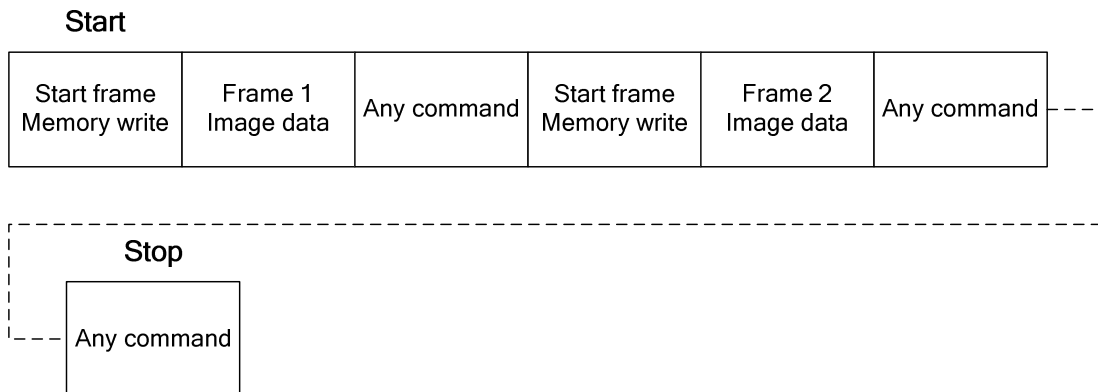 Start
Start frame
Memory write
Frame 1
Image data
Any command
Start frame
Memory write
Frame 2
Image data
Any command
Stop
Any command